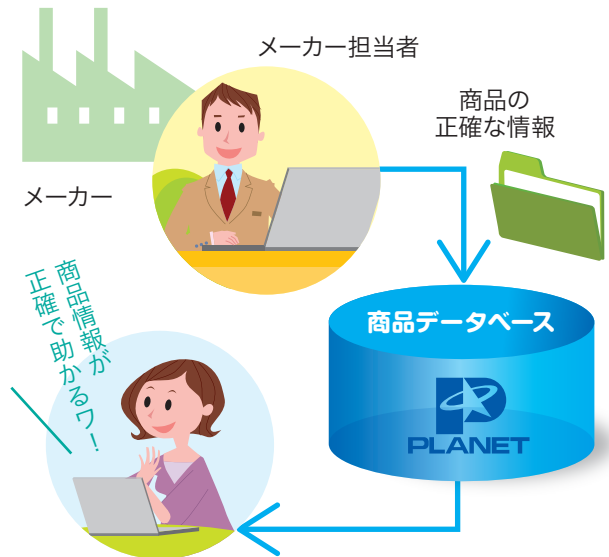 メーカー担当者
商品の
正確な情報
メーカー
商品情報が
正確で助かるワ！
商品データベース
PLANET